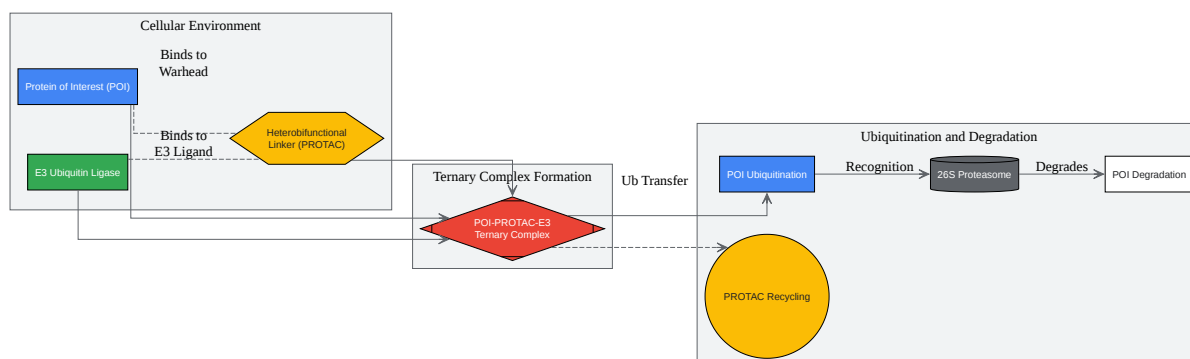 Cellular Environment
Binds to
Warhead
Protein of Interest (POI)
Heterobifunctional
Linker (PROTAC)
Binds to
E3 Ligand
E3 Ubiquitin Ligase
Ternary Complex Formation
POI-PROTAC-E3
Ternary Complex
Ub Transfer
Ubiquitination and Degradation
POI Ubiquitination
Recognition
26S Proteasome
Degrades
POI Degradation
PROTAC Recycling